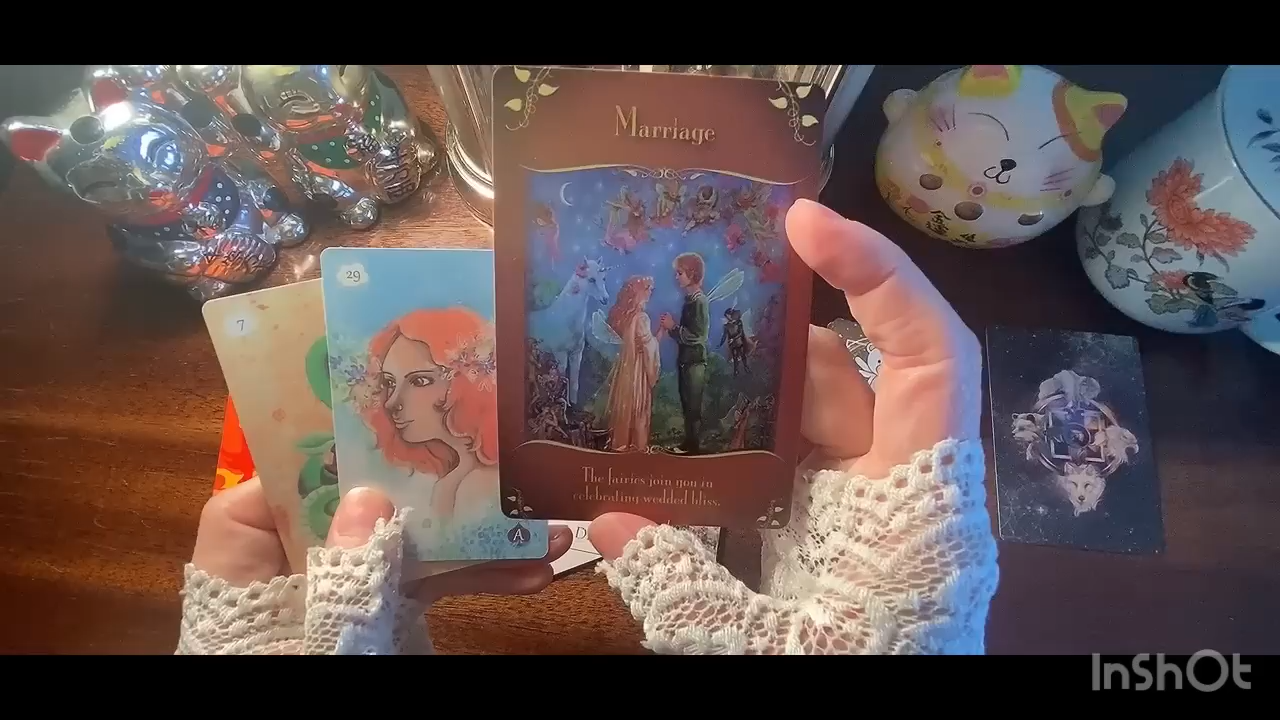 Marriage
29
7
The fairies join you in
celebrating wedded bliss.
A
D
InShOt